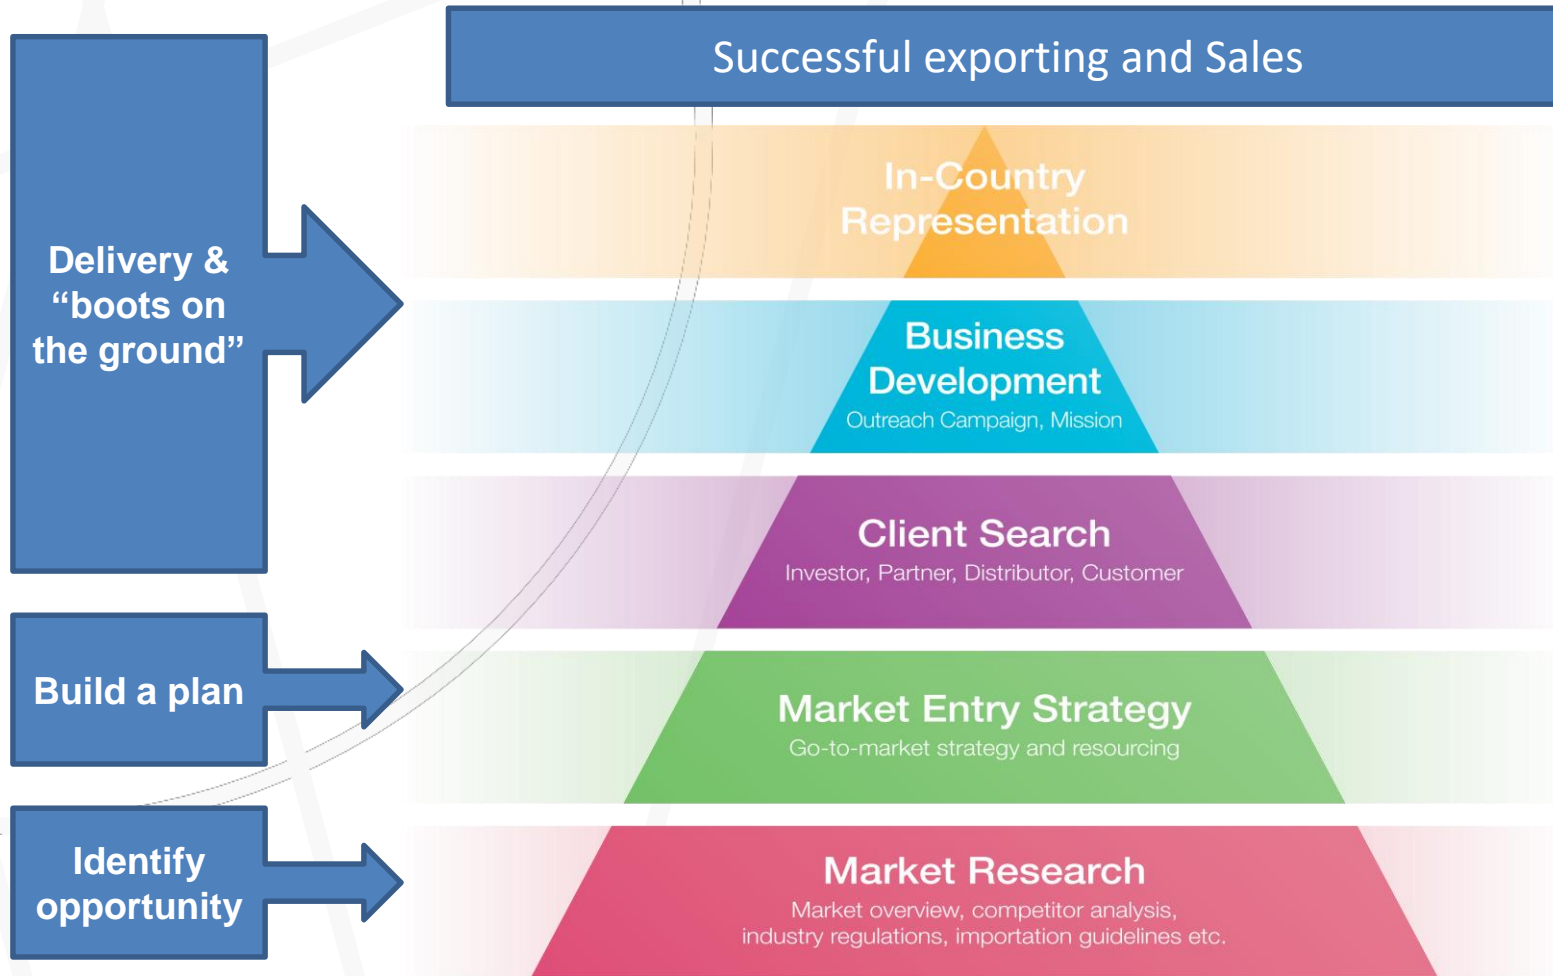 Successful exporting and Sales
Delivery &
“boots on
the ground”
In-Country
Representation
Business
Development
Outreach Campaign, Mission
Client Search
Investor, Partner, Distributor, Customer
Build a plan
Market Entry Strategy
Go-to-market strategy and resourcing
Identify
opportunity
Market Research
Market overview, competitor analysis,
industry regulations, importation guidelines etc.